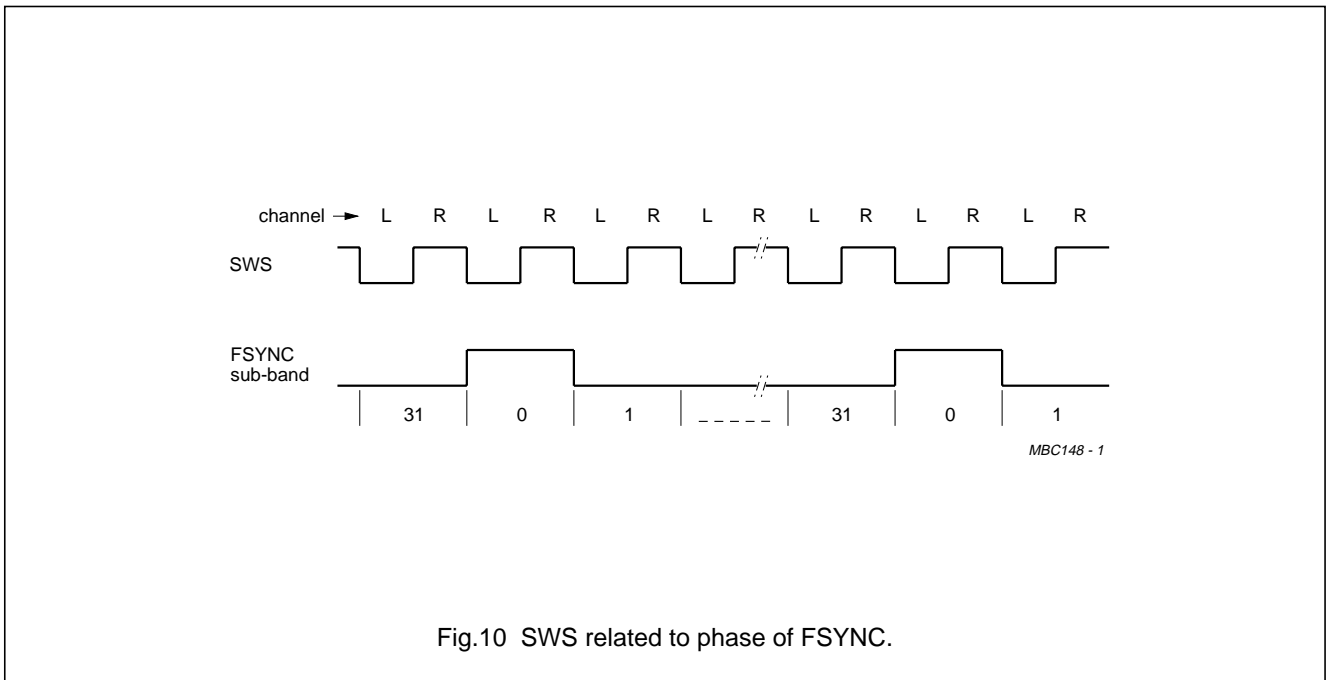 channel → L R L R L R L R L R L R L R
SWS
FSYNC
sub-band
31 0 1 _ _ _ _ _ 31 0 1
MBC148 - 1
Fig.10 SWS related to phase of FSYNC.